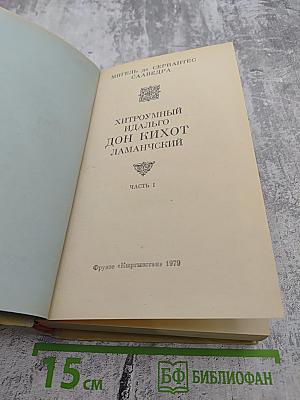 МИГЕЛЬ де СЕРВАНТЕС
СААВЕДРА
ХИТРОУМНЫЙ
ИДАЛЬГО
ДОН КИХОТ
ЛАМАНЧСКИЙ
ЧАСТЬ I
Фрунзе «Кыргызстан» 1979
15 см
БФ БИБЛИОФАН